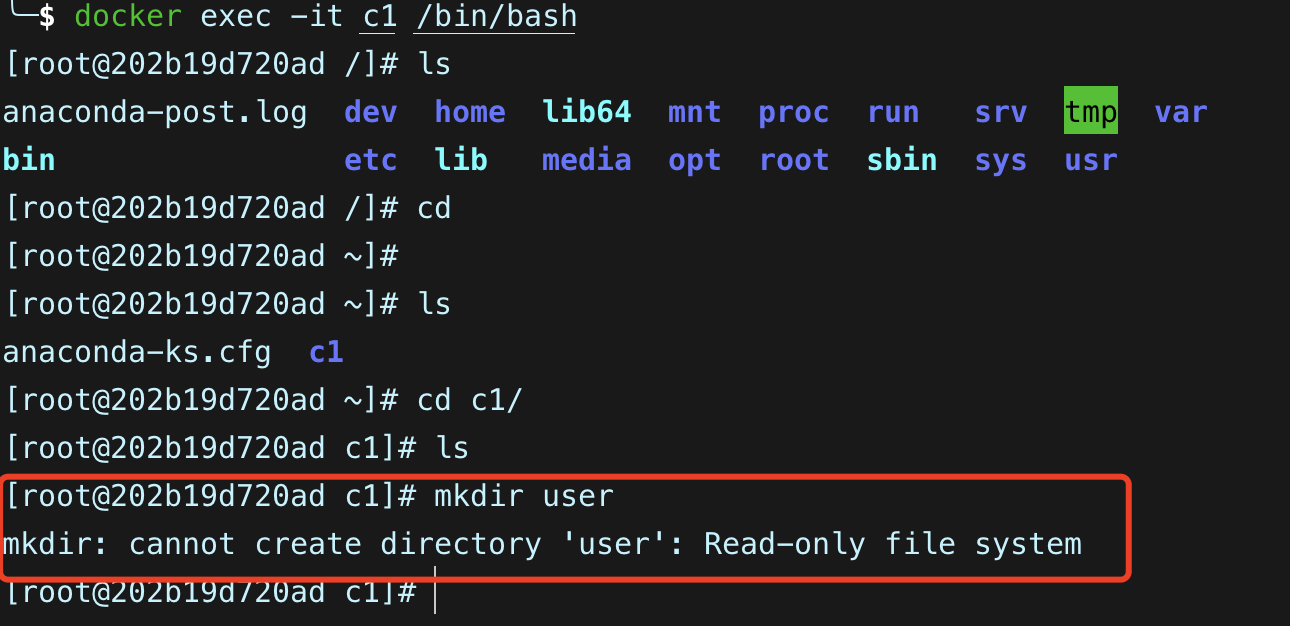 ╰─$ docker exec -it c1 /bin/bash
[root@202b19d720ad /]# ls
anaconda-post.log  dev  home  lib64  mnt  proc  run  srv  tmp  var
bin  etc  lib  media  opt  root  sbin  sys  usr
[root@202b19d720ad /]# cd
[root@202b19d720ad ~]#
[root@202b19d720ad ~]# ls
anaconda-ks.cfg  c1
[root@202b19d720ad ~]# cd c1/
[root@202b19d720ad c1]# ls
[root@202b19d720ad c1]# mkdir user
mkdir: cannot create directory 'user': Read-only file system
[root@202b19d720ad c1]#